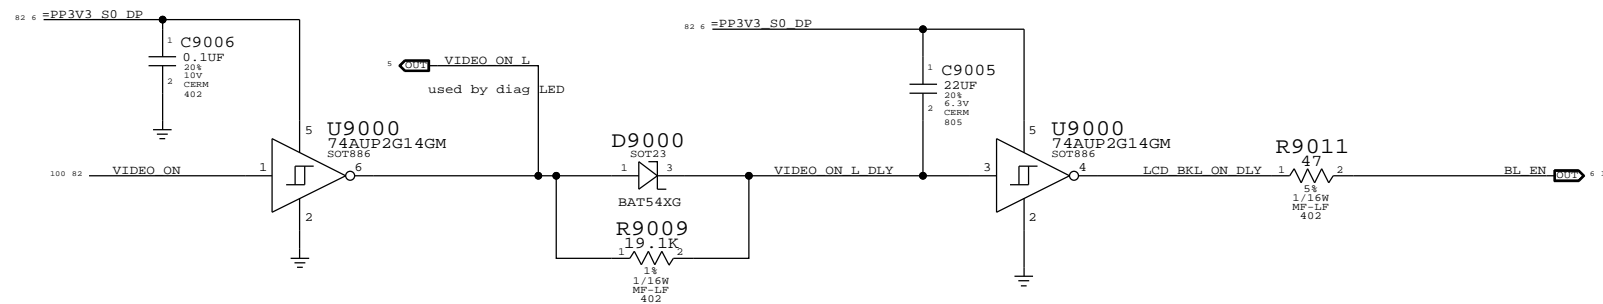 82 6 =PP3V3_S0_DP
1 C9006
0.1UF
20%
10V
2 CERM
402
5 OUT VIDEO_ON_L
used by diag LED
82 6 =PP3V3_S0_DP
1 C9005
22UF
20%
2 6.3V
CERM
805
5 U9000
74AUP2G14GM
SOT886
100 82 VIDEO_ON 1 6
2
D9000
SOT23
1 3
BAT54XG
R9009
19.1K
1 2
1%
1/16W
MF-LF
402
VIDEO_ON_L_DLY 3 4
5 U9000
74AUP2G14GM
SOT886
2
LCD_BKL_ON_DLY
R9011
47
1 2
5%
1/16W
MF-LF
402
BL_EN OUT 6